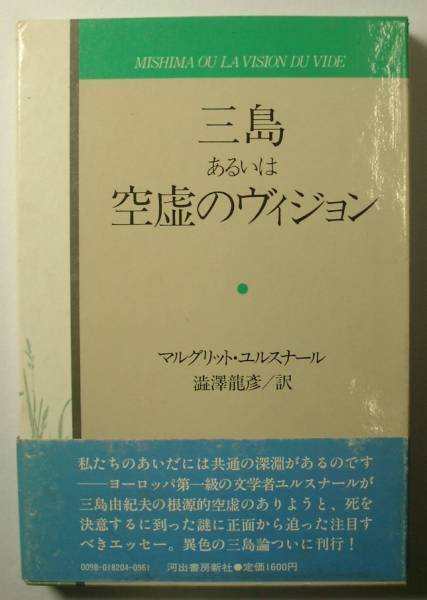 MISHIMA OU LA VISION DU VIDE
三島
あるいは
空虚のヴィジョン
マルグリット・ユルスナール
澁澤龍彥/訳
私たちのあいだには共通の深淵があるのです
――ヨーロッパ第一級の文学者ユルスナールが
三島由紀夫の根源的空虚のありようと、死を
決意するに到った謎に正面から迫った注目す
べきエッセー。異色の三島論ついに刊行!
0098-018204-0961 河出書房新社●定価1600円